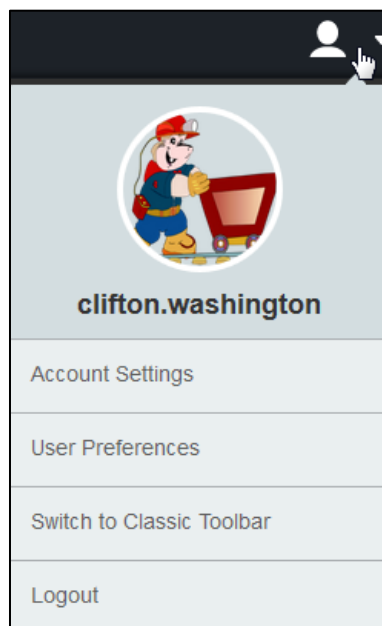 clifton.washington
Account Settings
User Preferences
Switch to Classic Toolbar
Logout